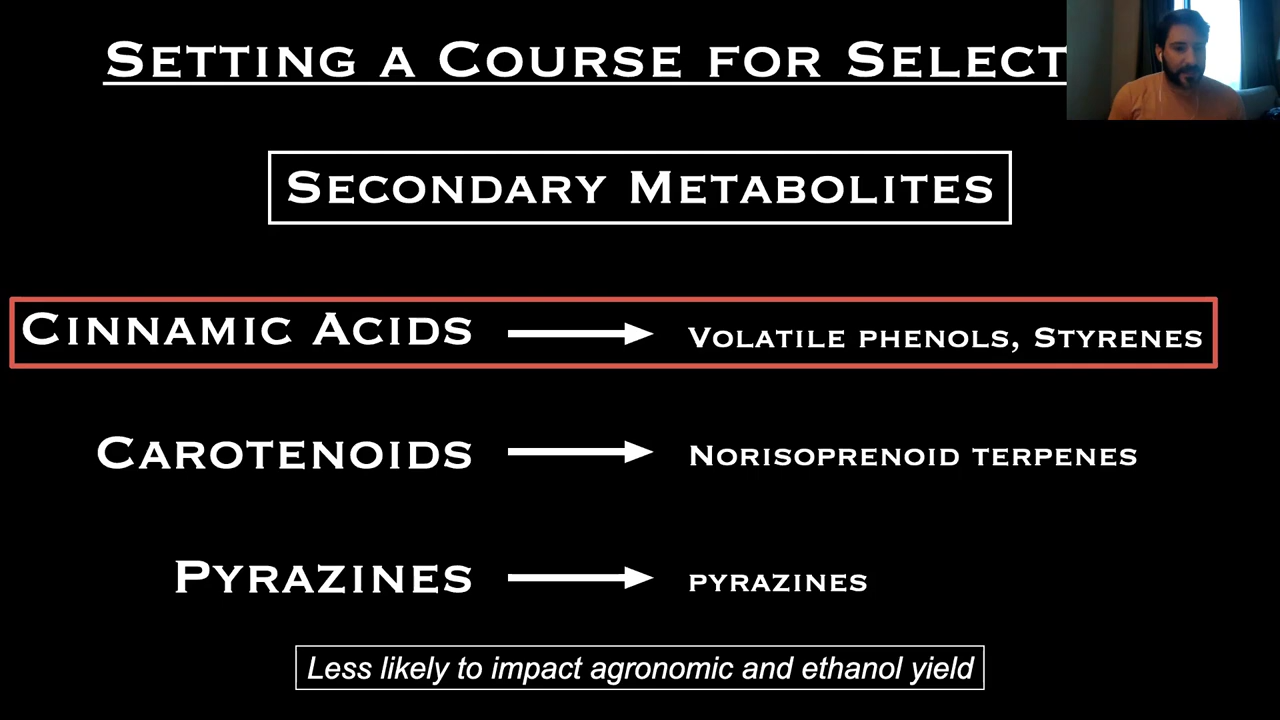 SETTING A COURSE FOR SELECT
SECONDARY METABOLITES
CINNAMIC ACIDS VOLATILE PHENOLS, STYRENES
CAROTENOIDS NORISOPRENOID TERPENES
PYRAZINES PYRAZINES
Less likely to impact agronomic and ethanol yield